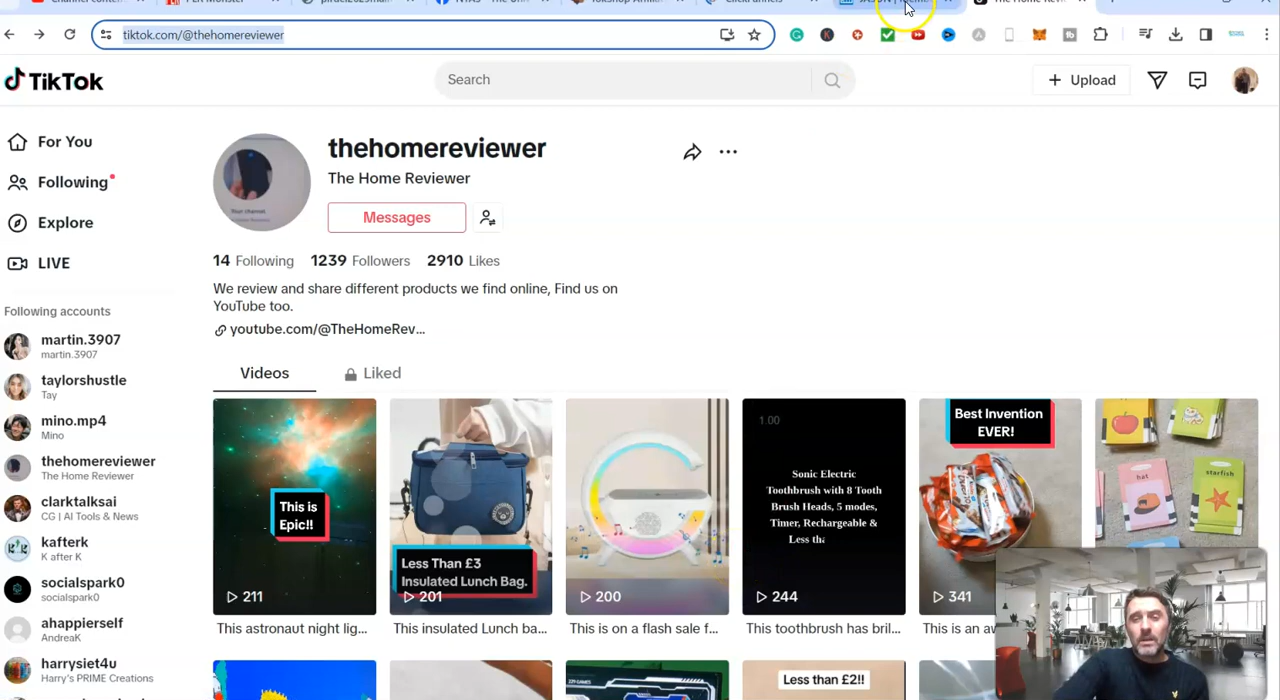 tiktok.com/@thehomereviewer
TikTok
Search
Upload
For You
Following
Explore
LIVE
Following accounts
martin.3907
martin.3907
taylorshustle
Tay
mino.mp4
Mino
thehomereviewer
The Home Reviewer
clarktalksai
CG | AI Tools & News
kafterk
K after K
socialspark0
socialspark0
ahappierself
AndreaK
harrysiet4u
Harry's PRIME Creations
thehomereviewer
The Home Reviewer
Messages
14 Following 1239 Followers 2910 Likes
We review and share different products we find online, Find us on
YouTube too.
youtube.com/@TheHomeRev...
Videos
Liked
This is
Epic!!
211
This astronaut night lig...
Less Than £3
Insulated Lunch Bag.
201
This insulated Lunch ba...
200
This is on a flash sale f...
1.00
Sonic Electric
Toothbrush with 8 Tooth
Brush Heads, 5 modes,
Timer, Rechargeable &
Less tha
244
This toothbrush has bril...
Best Invention
EVER!
341
This is an
hat
starfish
Less than £2!!